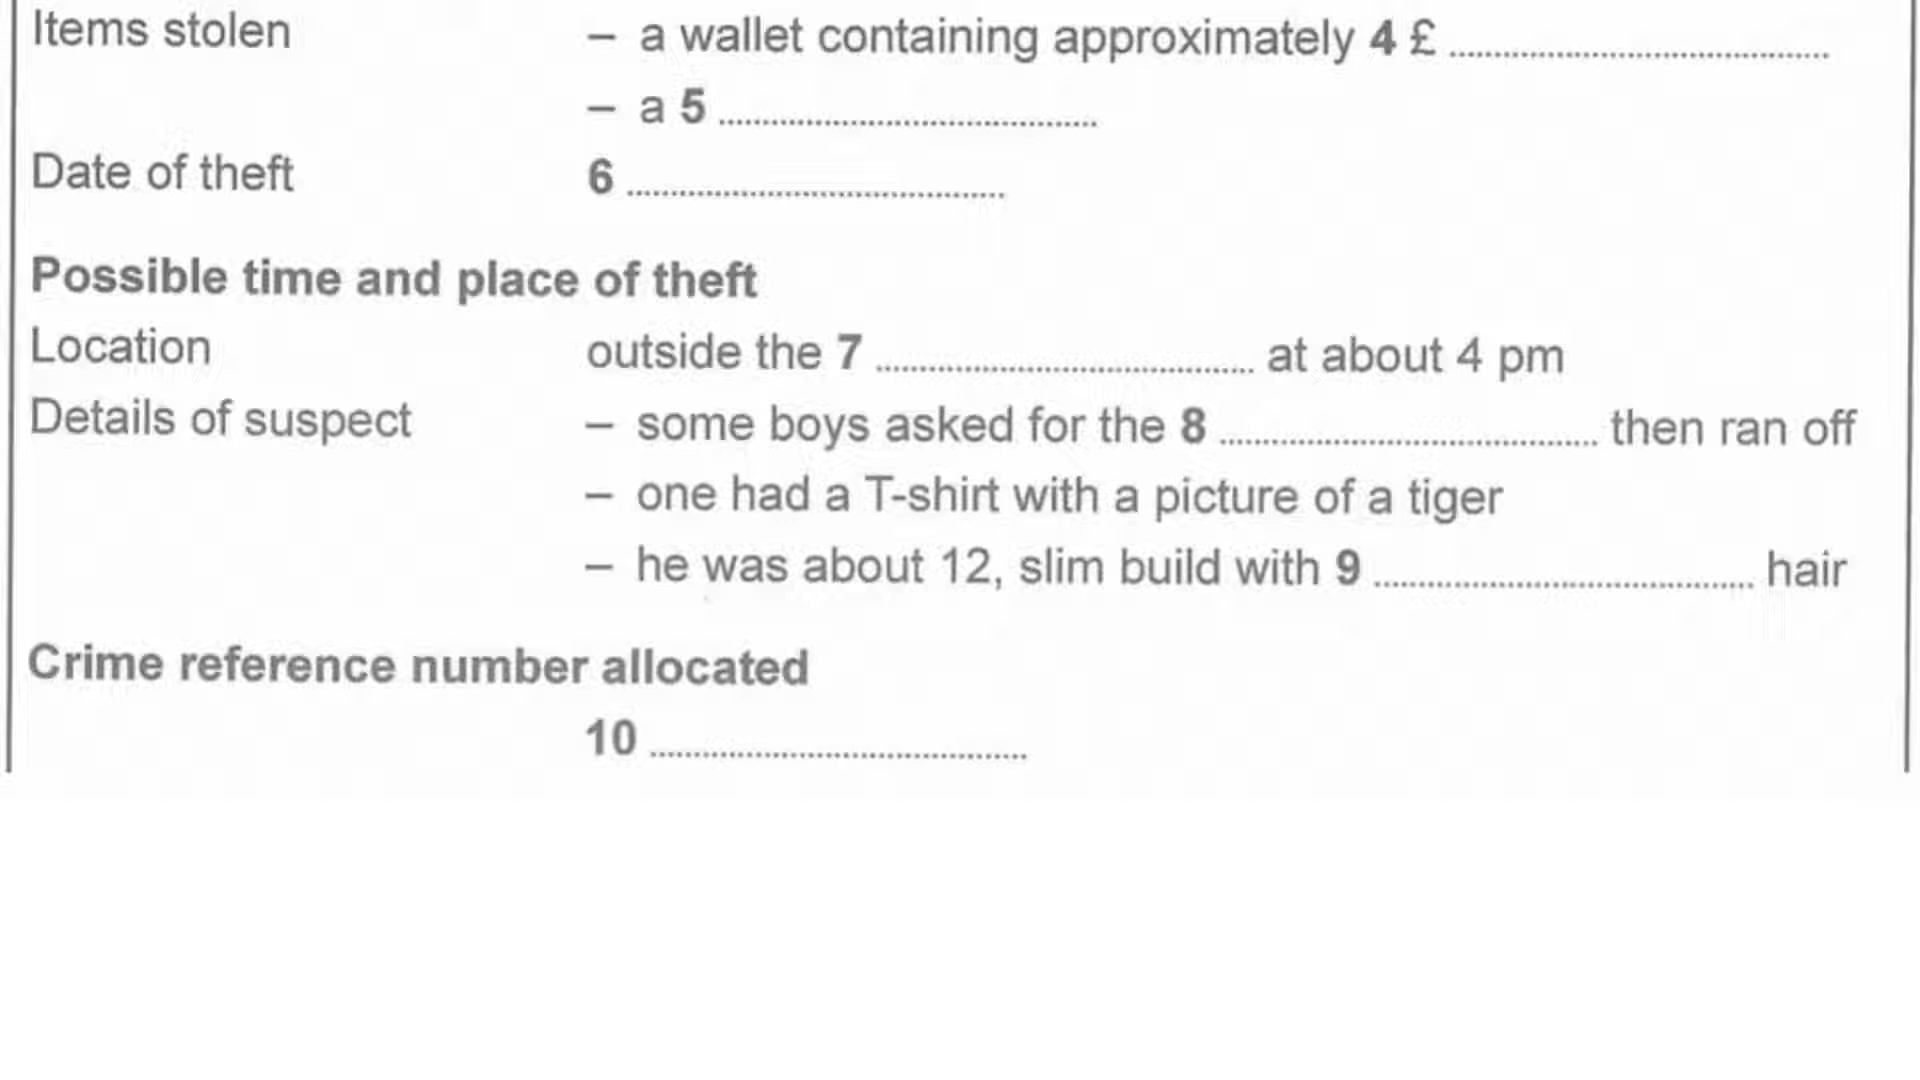 Items stolen – a wallet containing approximately 4 £ ..........................................
– a 5 ..........................................
Date of theft 6 ..........................................
Possible time and place of theft
Location outside the 7 .......................................... at about 4 pm
Details of suspect – some boys asked for the 8 .......................................... then ran off
– one had a T-shirt with a picture of a tiger
– he was about 12, slim build with 9 .......................................... hair
Crime reference number allocated
10 ..........................................